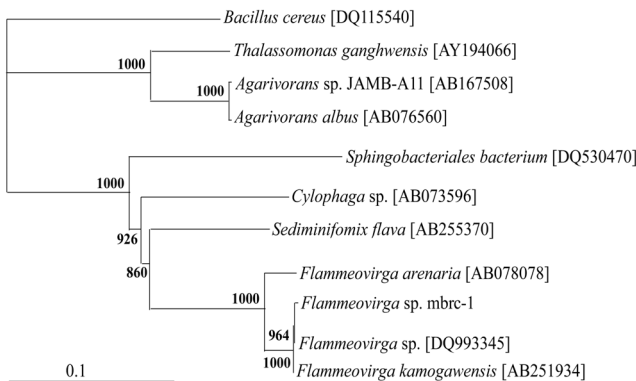 Bacillus cereus [DQ115540]
Thalassomonas ganghwensis [AY194066]
1000
Agarivorans sp. JAMB-A11 [AB167508]
1000
Agarivorans albus [AB076560]
Sphingobacteriales bacterium [DQ530470]
1000
Cylophaga sp. [AB073596]
Sediminifomix flava [AB255370]
926
860
Flammeovirga arenaria [AB078078]
1000
Flammeovirga sp. mbrc-1
964
Flammeovirga sp. [DQ993345]
1000
Flammeovirga kamogawensis [AB251934]
0.1